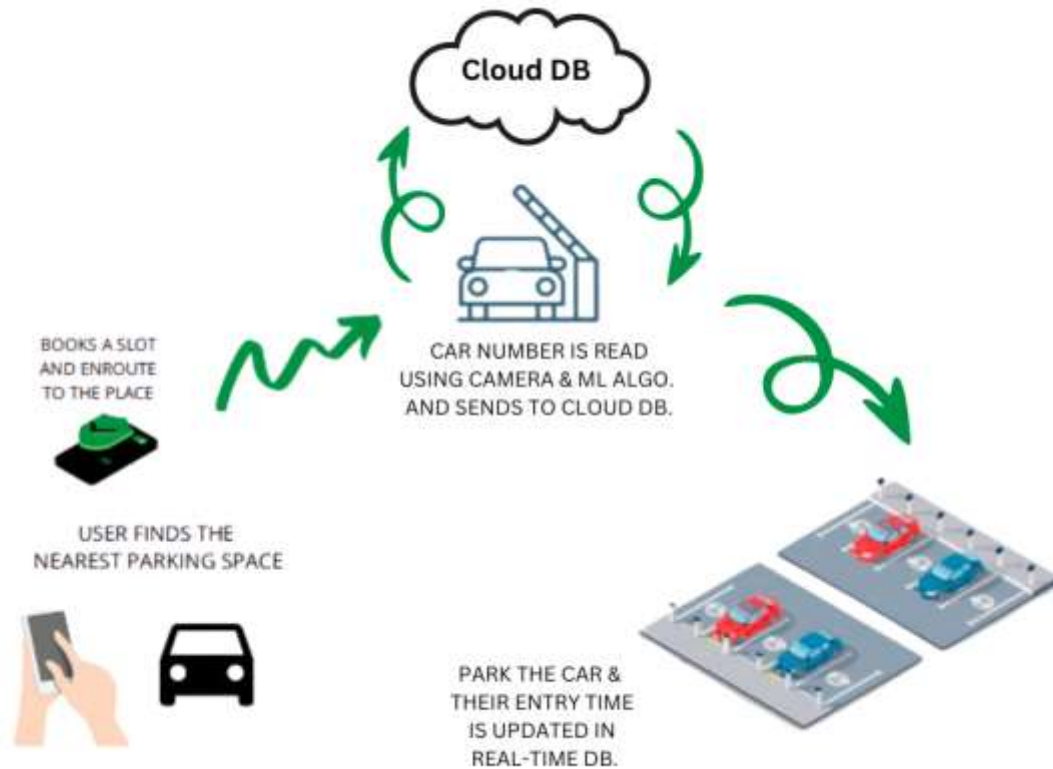 Cloud DB
BOOKS A SLOT
AND ENROUTE
TO THE PLACE
CAR NUMBER IS READ
USING CAMERA & ML ALGO.
AND SENDS TO CLOUD DB.
USER FINDS THE
NEAREST PARKING SPACE
PARK THE CAR &
THEIR ENTRY TIME
IS UPDATED IN
REAL-TIME DB.